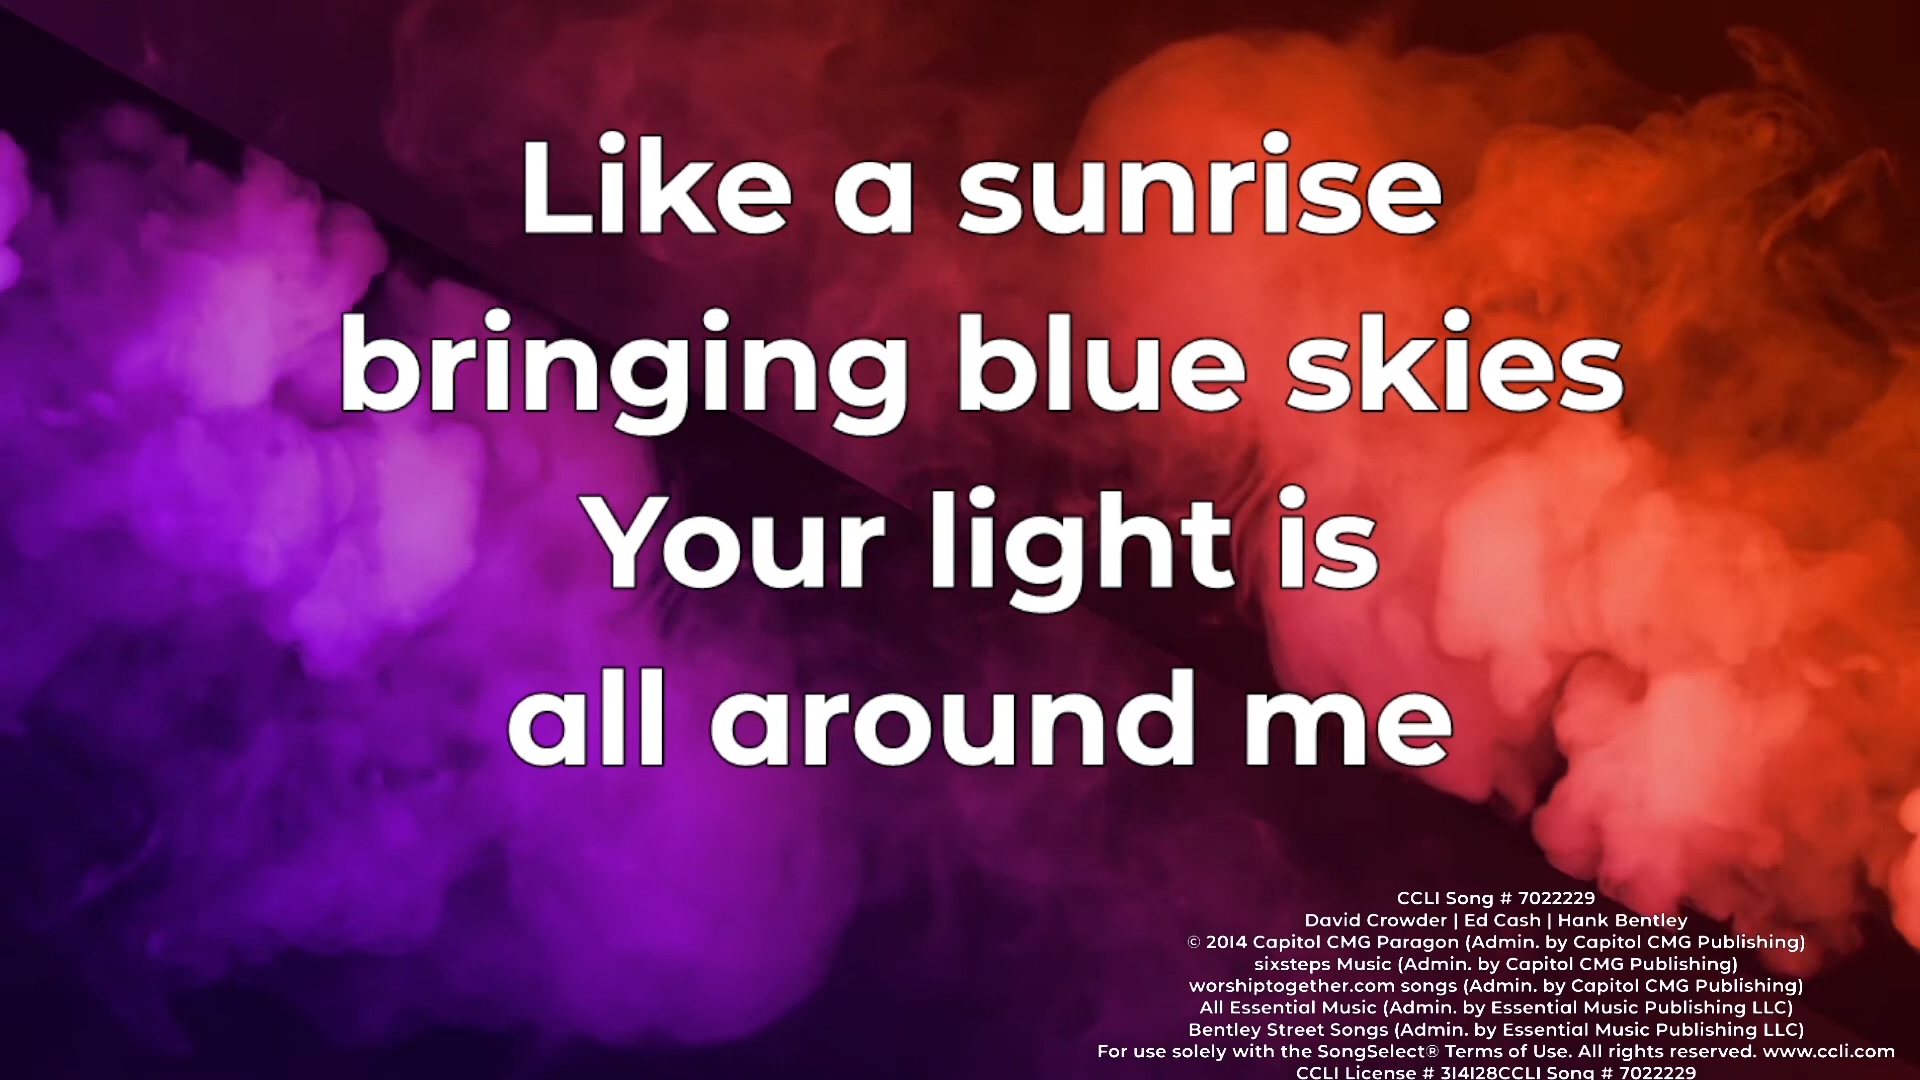 Like a sunrise
bringing blue skies
Your light is
all around me
CCLI Song # 7022229
David Crowder | Ed Cash | Hank Bentley
© 2014 Capitol CMG Paragon (Admin. by Capitol CMG Publishing)
sixsteps Music (Admin. by Capitol CMG Publishing)
worshiptogether.com songs (Admin. by Capitol CMG Publishing)
All Essential Music (Admin. by Essential Music Publishing LLC)
Bentley Street Songs (Admin. by Essential Music Publishing LLC)
For use solely with the SongSelect® Terms of Use. All rights reserved. www.ccli.com
CCLI License # 314128CCLI Song # 7022229